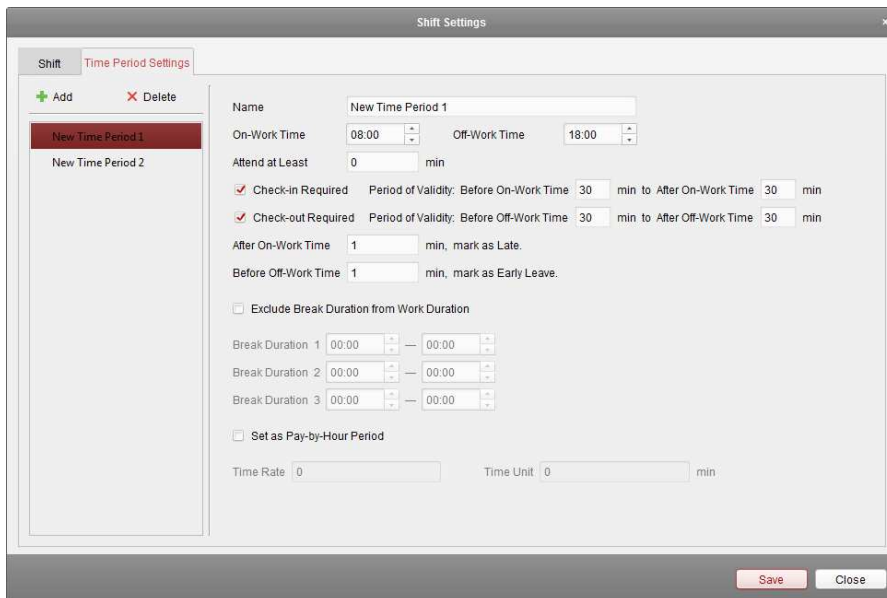 Shift Settings
Shift Time Period Settings
Add Delete
New Time Period 1
New Time Period 2
Name New Time Period 1
On-Work Time 08:00 Off-Work Time 18:00
Attend at Least 0 min
Check-in Required Period of Validity: Before On-Work Time 30 min to After On-Work Time 30 min
Check-out Required Period of Validity: Before Off-Work Time 30 min to After Off-Work Time 30 min
After On-Work Time 1 min, mark as Late.
Before Off-Work Time 1 min, mark as Early Leave.
Exclude Break Duration from Work Duration
Break Duration 1 00:00 — 00:00
Break Duration 2 00:00 — 00:00
Break Duration 3 00:00 — 00:00
Set as Pay-by-Hour Period
Time Rate 0 Time Unit 0 min
Save Close